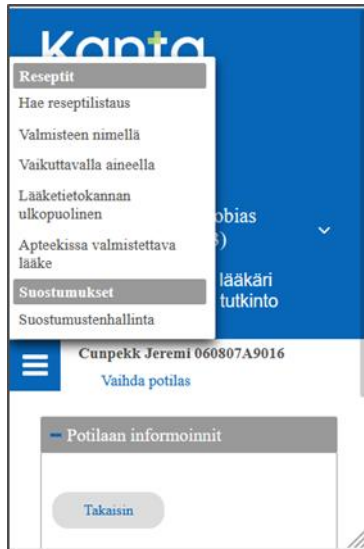 Kanta
Reseptit
Hae reseptilistaus
Valmisteen nimellä
Vaikuttavalla aineella
Lääketietokannan
ulkopuolinen
obias
Apteekissa valmistettava
3)
lääke
lääkäri
Suostumukset
tutkinto
Suostumustenhallinta
Cunpekk Jeremi 060807A9016
Vaihda potilas
Potilaan informoinnit
Takaisin